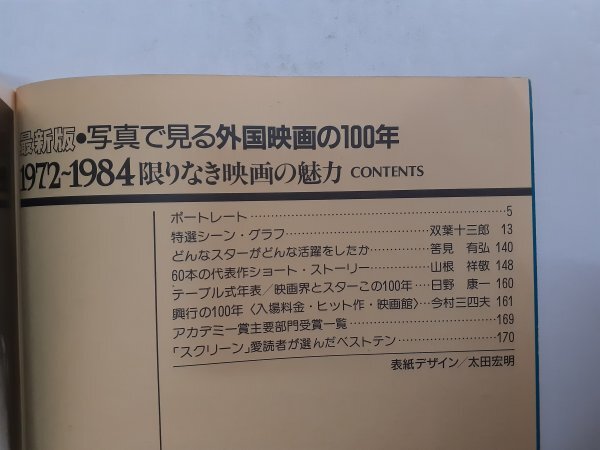 最新版●写真で見る外国映画の100年
1972~1984 限りなき映画の魅力 CONTENTS
ポートレート……5
特選シーン・グラフ……双葉十三郎 13
どんなスターがどんな活躍をしたか……筈見 有弘 140
60本の代表作ショート・ストーリー……山根 祥敬 148
テーブル式年表／映画界とスターこの100年……日野 康一 160
興行の100年〈入場料金・ヒット作・映画館〉……今村三四夫 161
アカデミー賞主要部門受賞一覧……169
「スクリーン」愛読者が選んだベストテン……170
表紙デザイン／太田宏明